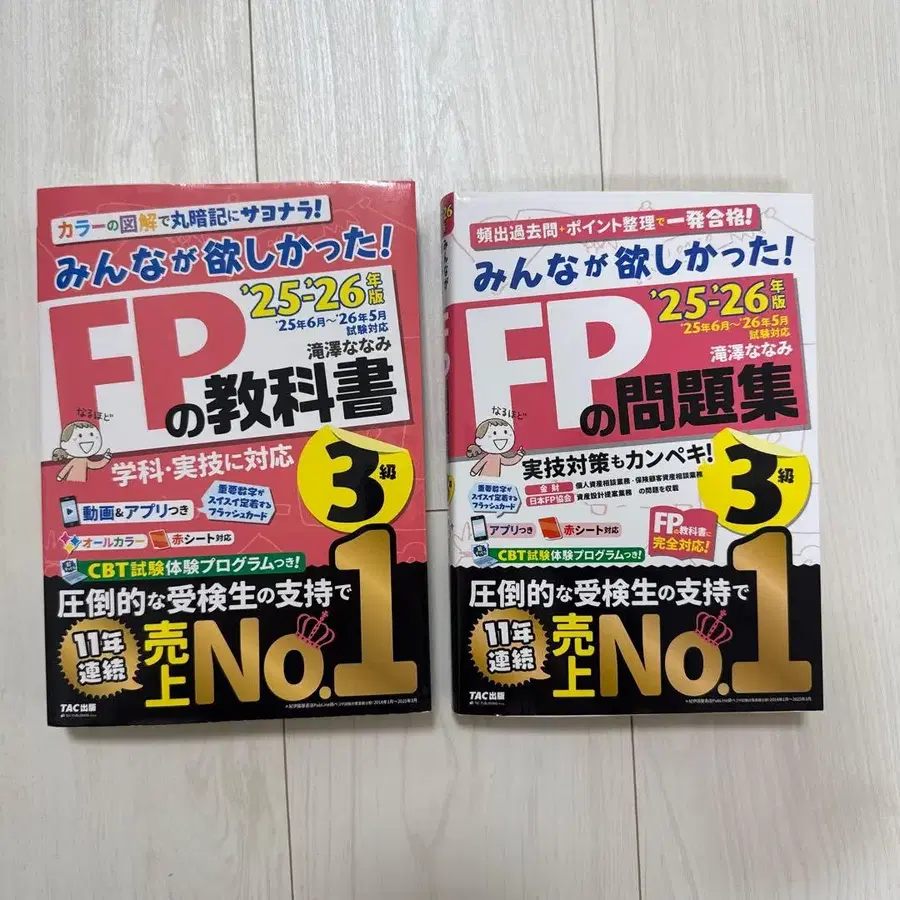 カラーの図解で丸暗記にサヨナラ!
みんなが欲しかった!
'25-'26年版
'25年6月～'26年5月
試験対応
滝澤ななみ
FPの教科書
なるほど
学科・実技に対応
3級
動画&アプリつき
重要数字が
スイスイ定着する
フラッシュカード
オールカラー
赤シート対応
CBT試験体験プログラムつき!
圧倒的な受検生の支持で
11年連続
売上No.1
TAC出版
頻出過去問+ポイント整理で一発合格!
みんなが欲しかった!
'25-'26年版
'25年6月～'26年5月
試験対応
滝澤ななみ
FPの問題集
なるほど
実技対策もカンペキ!
3級
金財 個人資産相談業務・保険顧客資産相談業務
日本FP協会 資産設計提案業務 の問題を収載
重要数字が
スイスイ定着する
フラッシュカード
アプリつき
赤シート対応
FPの教科書に
完全対応!
CBT試験体験プログラムつき!
圧倒的な受検生の支持で
11年連続
売上No.1
TAC出版